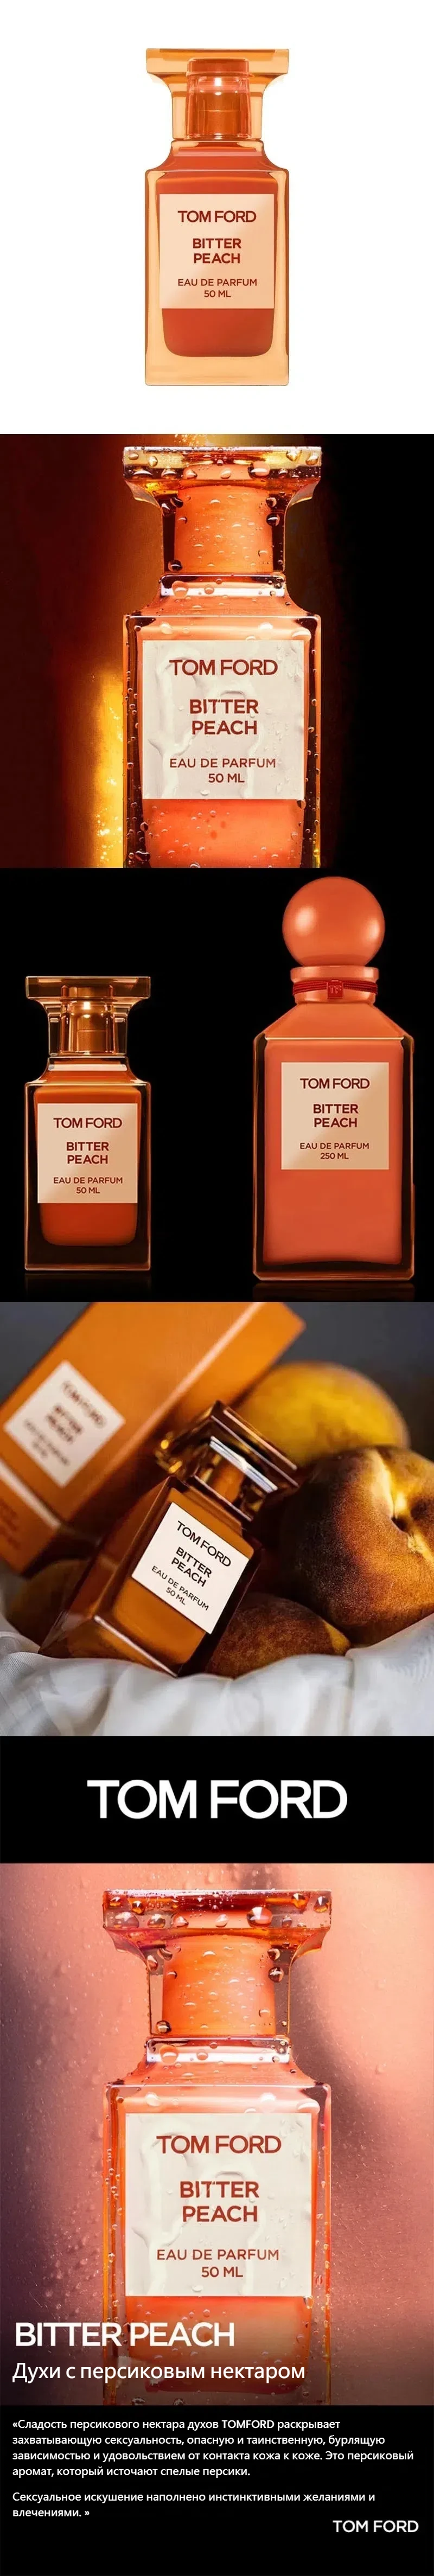 TOM FORD
BITTER
PEACH
EAU DE PARFUM
50 ML
TOM FORD
BITTER
PEACH
EAU DE PARFUM
50 ML
TOM FORD
BITTER
PEACH
EAU DE PARFUM
50 ML
TOM FORD
BITTER
PEACH
EAU DE PARFUM
250 ML
TOM FORD
BITTER
PEACH
TOM FORD
BITTER
PEACH
EAU DE PARFUM
50 ML
TOM FORD
TOM FORD
BITTER
PEACH
EAU DE PARFUM
50 ML
BITTER PEACH
Духи с персиковым нектаром
«Сладость персикового нектара духов TOMFORD раскрывает
захватывающую сексуальность, опасную и таинственную, бурлящую
зависимостью и удовольствием от контакта кожа к коже. Это персиковый
аромат, который источают спелые персики.
Сексуальное искушение наполнено инстинктивными желаниями и
влечениями. »
TOM FORD